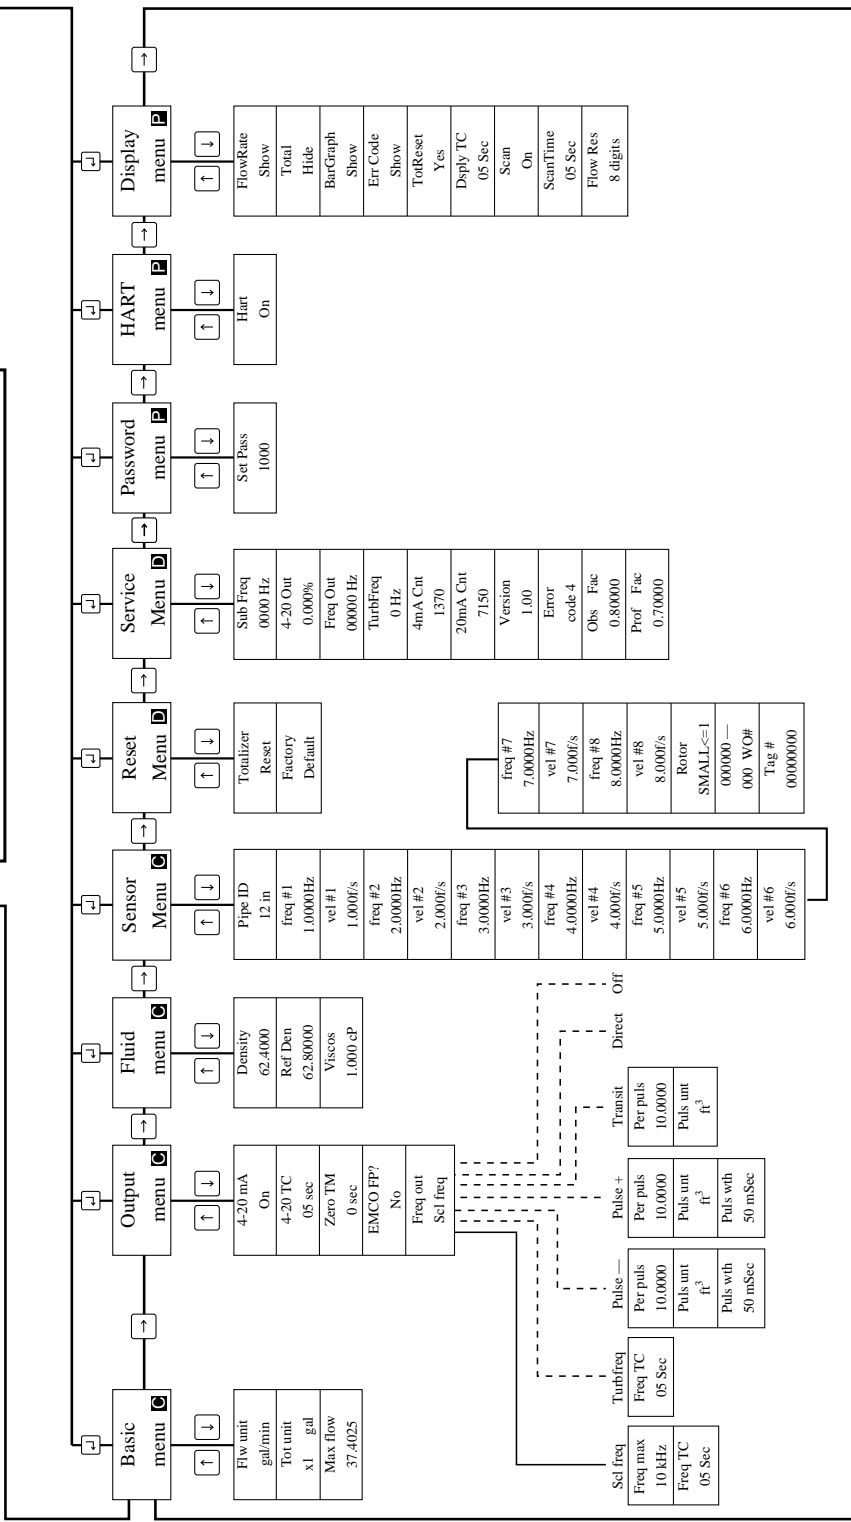 Basic
menu C
Flw unit
gal/min
Tot unit
x1 gal
Max flow
37.4025
Output
menu C
4-20 mA
On
4-20 TC
05 sec
Zero TM
0 sec
EMCO FP?
No
Freq out
Scl freq
Scl freq
Freq max
10 kHz
Freq TC
05 Sec
Turbfreq
Freq TC
05 Sec
Pulse —
Per puls
10.0000
Puls unt
ft³
Puls wth
50 mSec
Pulse +
Per puls
10.0000
Puls unt
ft³
Puls wth
50 mSec
Transit
Per puls
10.0000
Puls unt
ft³
Direct
Off
Fluid
menu C
Density
62.4000
Ref Den
62.80000
Viscos
1.000 cP
Sensor
Menu C
Pipe ID
12 in
freq #1
1.0000Hz
vel #1
1.000f/s
freq #2
2.0000Hz
vel #2
2.000f/s
freq #3
3.0000Hz
vel #3
3.000f/s
freq #4
4.0000Hz
vel #4
4.000f/s
freq #5
5.0000Hz
vel #5
5.000f/s
freq #6
6.0000Hz
vel #6
6.000f/s
freq #7
7.0000Hz
vel #7
7.000f/s
freq #8
8.0000Hz
vel #8
8.000f/s
Rotor
SMALL<=1
000000 —
000 WO#
Tag #
00000000
Reset
Menu D
Totalizer
Reset
Factory
Default
Service
Menu D
Sub Freq
0000 Hz
4-20 Out
0.000%
Freq Out
00000 Hz
TurbFreq
0 Hz
4mA Cnt
1370
20mA Cnt
7150
Version
1.00
Error
code 4
Obs Fac
0.80000
Prof Fac
0.70000
Password
menu P
Set Pass
1000
HART
menu P
Hart
On
Display
menu P
FlowRate
Show
Total
Hide
BarGraph
Show
Err Code
Show
TotReset
Yes
Dsply TC
05 Sec
Scan
On
ScanTime
05 Sec
Flow Res
8 digits